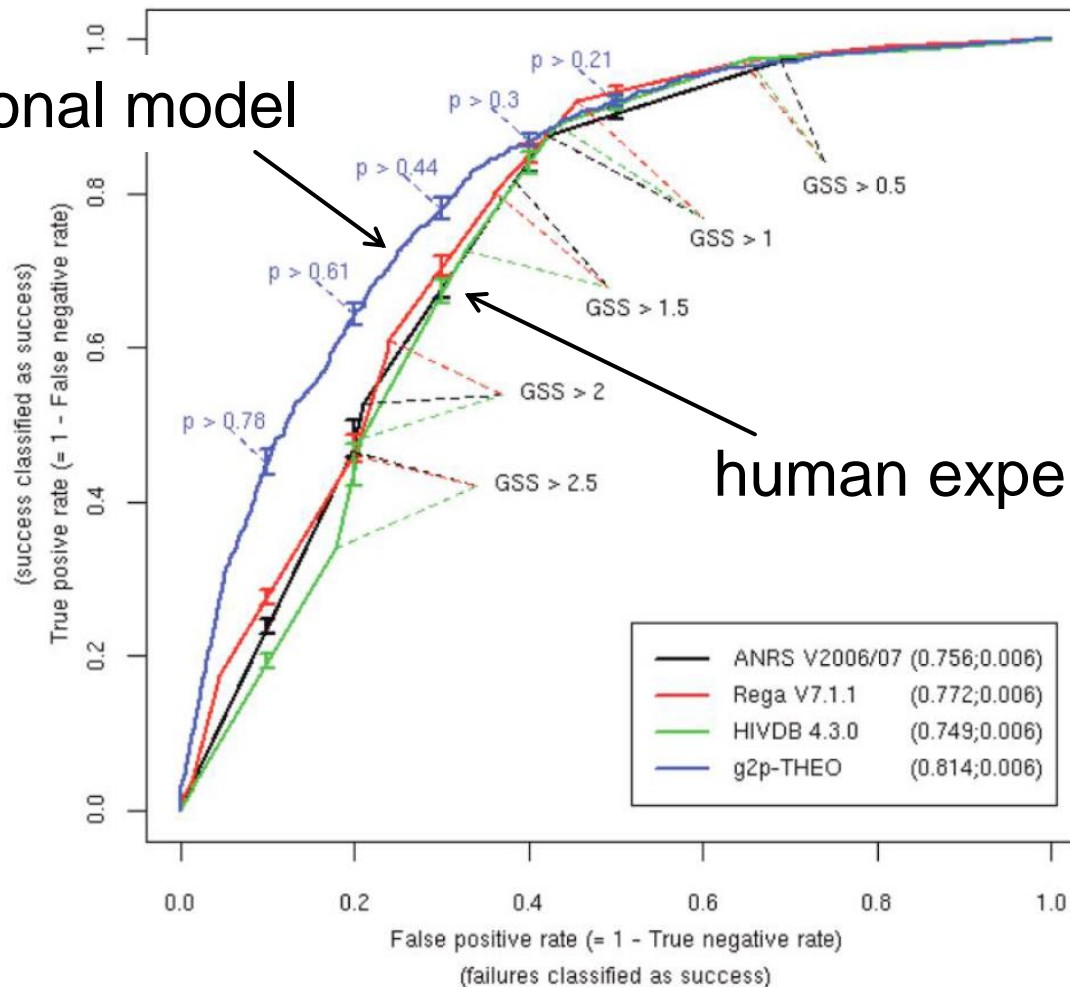 1.0
0.8
0.6
0.4
0.2
0.0
(success classified as success)
True posive rate (= 1 - False negative rate)
onal model
p > 0.21
p > 0.3
p > 0.44
p > 0.61
p > 0.78
GSS > 0.5
GSS > 1
GSS > 1.5
GSS > 2
GSS > 2.5
human expe
ANRS V2006/07 (0.756;0.006)
Rega V7.1.1 (0.772;0.006)
HIVDB 4.3.0 (0.749;0.006)
g2p-THEO (0.814;0.006)
0.0 0.2 0.4 0.6 0.8 1.0
False positive rate (= 1 - True negative rate)
(failures classified as success)